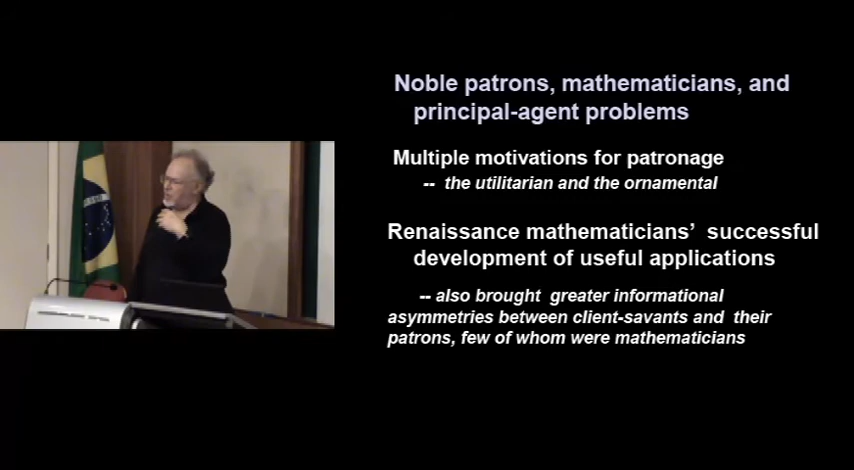 Noble patrons, mathematicians, and
principal-agent problems
Multiple motivations for patronage
-- the utilitarian and the ornamental
Renaissance mathematicians' successful
development of useful applications
-- also brought greater informational
asymmetries between client-savants and their
patrons, few of whom were mathematicians